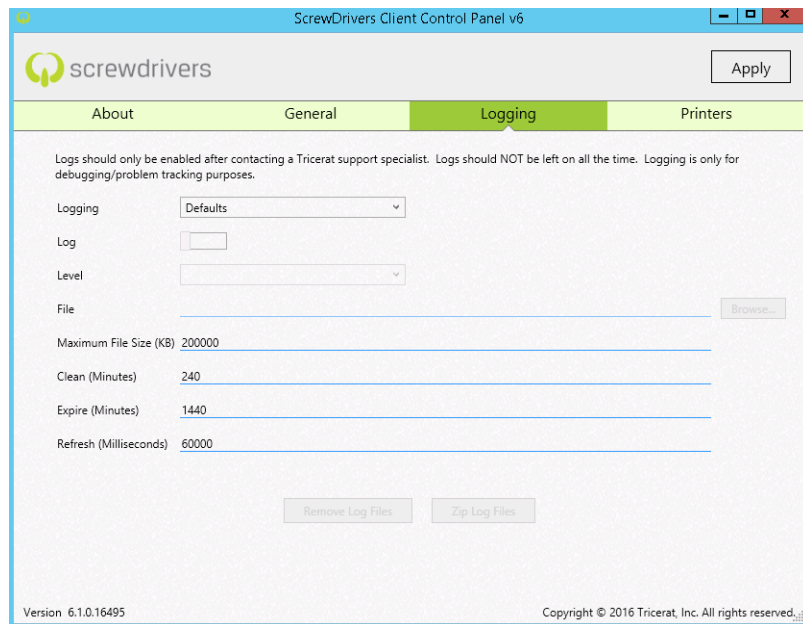 ScrewDrivers Client Control Panel v6
screwdrivers
Apply
About General Logging Printers
Logs should only be enabled after contacting a Tricerat support specialist. Logs should NOT be left on all the time. Logging is only for
debugging/problem tracking purposes.
Logging Defaults
Log
Level
File Browse...
Maximum File Size (KB) 200000
Clean (Minutes) 240
Expire (Minutes) 1440
Refresh (Milliseconds) 60000
Remove Log Files Zip Log Files
Version 6.1.0.16495 Copyright © 2016 Tricerat, Inc. All rights reserved.